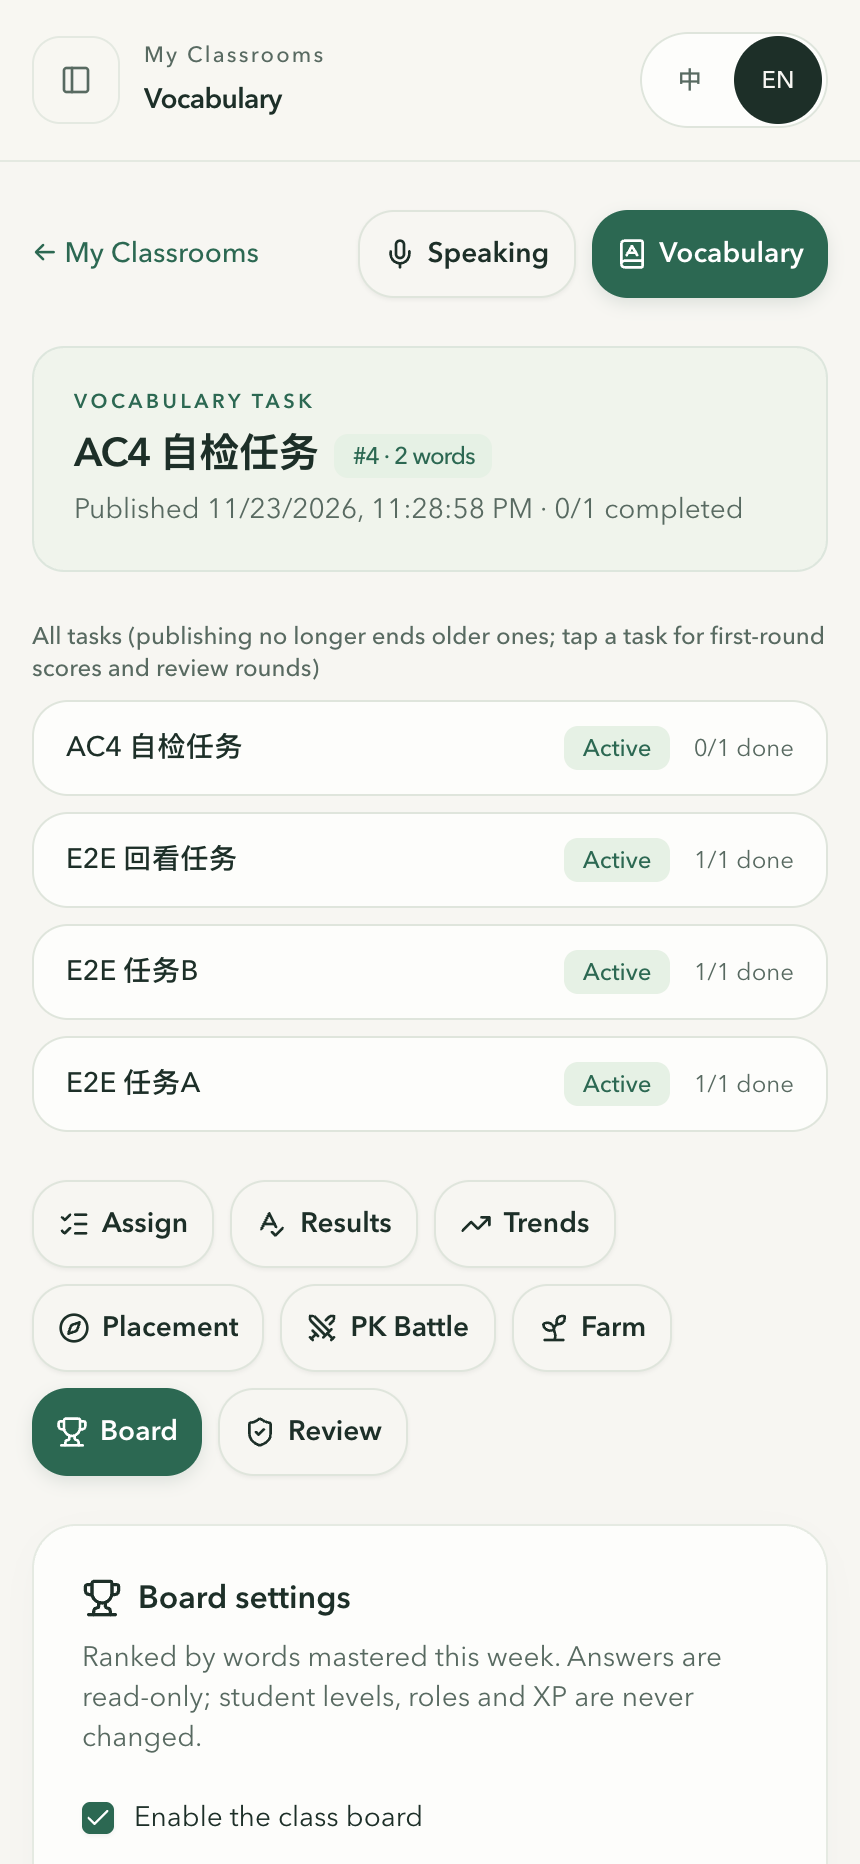 My Classrooms
Vocabulary
中 EN
← My Classrooms
Speaking
Vocabulary
VOCABULARY TASK
AC4 自检任务 #4 · 2 words
Published 11/23/2026, 11:28:58 PM · 0/1 completed
All tasks (publishing no longer ends older ones; tap a task for first-round
scores and review rounds)
AC4 自检任务 Active 0/1 done
E2E 回看任务 Active 1/1 done
E2E 任务B Active 1/1 done
E2E 任务A Active 1/1 done
Assign Results Trends
Placement PK Battle Farm
Board Review
Board settings
Ranked by words mastered this week. Answers are
read-only; student levels, roles and XP are never
changed.
Enable the class board